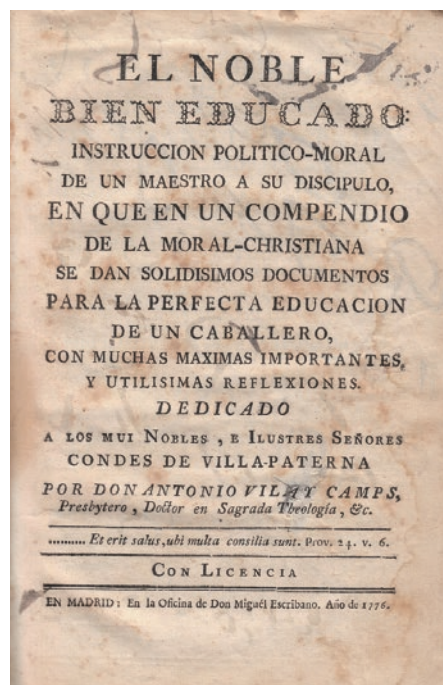 EL NOBLE
BIEN EDUCADO:
INSTRUCCION POLITICO-MORAL
DE UN MAESTRO A SU DISCIPULO,
EN QUE EN UN COMPENDIO
DE LA MORAL-CHRISTIANA
SE DAN SOLIDISIMOS DOCUMENTOS
PARA LA PERFECTA EDUCACION
DE UN CABALLERO,
CON MUCHAS MAXIMAS IMPORTANTES,
Y UTILISIMAS REFLEXIONES.
DEDICADO
A LOS MUI NOBLES, E ILUSTRES SEÑORES
CONDES DE VILLA-PATERNA
POR DON ANTONIO VILA Y CAMPS,
Presbytero, Doctor en Sagrada Theología, &c.
.......... Et erit salus, ubi multa consilia sunt. Prov. 24. v. 6.
CON LICENCIA
EN MADRID: En la Oficina de Don Miguél Escribano. Año de 1776.